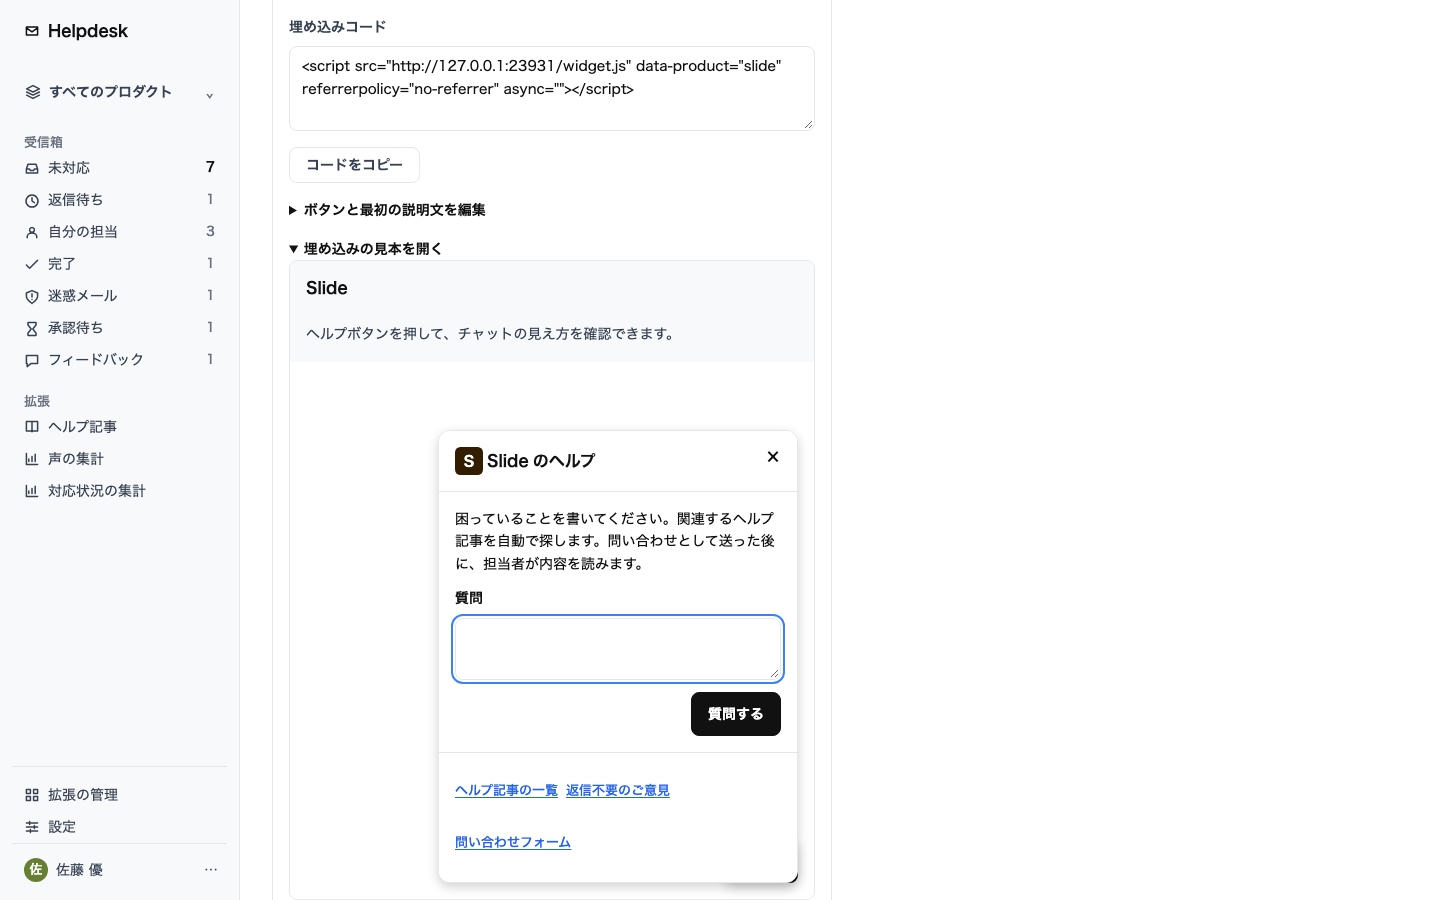 Helpdesk
すべてのプロダクト
受信箱
未対応 7
返信待ち 1
自分の担当 3
完了 1
迷惑メール 1
承認待ち 1
フィードバック 1
拡張
ヘルプ記事
声の集計
対応状況の集計
拡張の管理
設定
佐 佐藤 優 …
埋め込みコード
<script src="http://127.0.0.1:23931/widget.js" data-product="slide"
referrerpolicy="no-referrer" async=""></script>
コードをコピー
▶ ボタンと最初の説明文を編集
▼ 埋め込みの見本を開く
Slide
ヘルプボタンを押して、チャットの見え方を確認できます。
S Slide のヘルプ ×
困っていることを書いてください。関連するヘルプ
記事を自動で探します。問い合わせとして送った後
に、担当者が内容を読みます。
質問
質問する
ヘルプ記事の一覧 返信不要のご意見
問い合わせフォーム